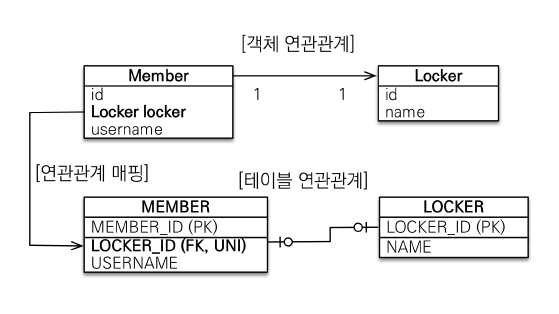 [객체 연관관계]
Member
Locker
id
Locker locker
username
1
1
id
name
[연관관계 매핑]
[테이블 연관관계]
MEMBER
MEMBER_ID (PK)
LOCKER_ID (FK, UNI)
USERNAME
LOCKER
LOCKER_ID (PK)
NAME